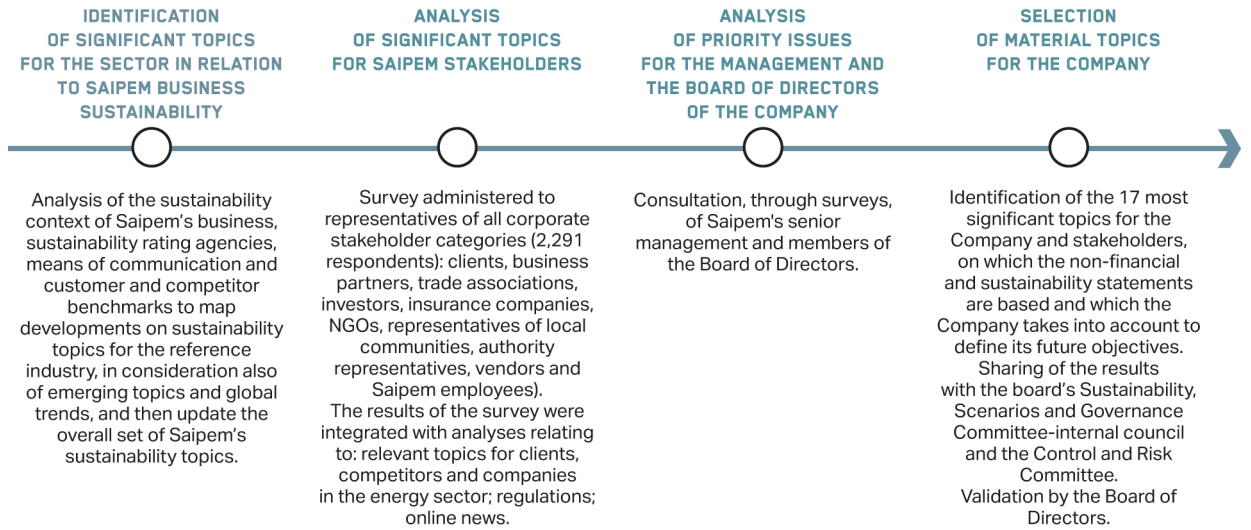 IDENTIFICATION
OF SIGNIFICANT TOPICS
FOR THE SECTOR IN RELATION
TO SAIPEM BUSINESS
SUSTAINABILITY
Analysis of the sustainability
context of Saipem's business,
sustainability rating agencies,
means of communication and
customer and competitor
benchmarks to map
developments on sustainability
topics for the reference
industry, in consideration also
of emerging topics and global
trends, and then update the
overall set of Saipem's
sustainability topics.
ANALYSIS
OF SIGNIFICANT TOPICS
FOR SAIPEM STAKEHOLDERS
Survey administered to
representatives of all corporate
stakeholder categories (2,291
respondents): clients, business
partners, trade associations,
investors, insurance companies,
NGOs, representatives of local
communities, authority
representatives, vendors and
Saipem employees).
The results of the survey were
integrated with analyses relating
to: relevant topics for clients,
competitors and companies
in the energy sector; regulations;
online news.
ANALYSIS
OF PRIORITY ISSUES
FOR THE MANAGEMENT AND
THE BOARD OF DIRECTORS
OF THE COMPANY
Consultation, through surveys,
of Saipem's senior
management and members of
the Board of Directors.
SELECTION
OF MATERIAL TOPICS
FOR THE COMPANY
Identification of the 17 most
significant topics for the
Company and stakeholders,
on which the non-financial
and sustainability statements
are based and which the
Company takes into account to
define its future objectives.
Sharing of the results
with the board's Sustainability,
Scenarios and Governance
Committee-internal council
and the Control and Risk
Committee.
Validation by the Board of
Directors.